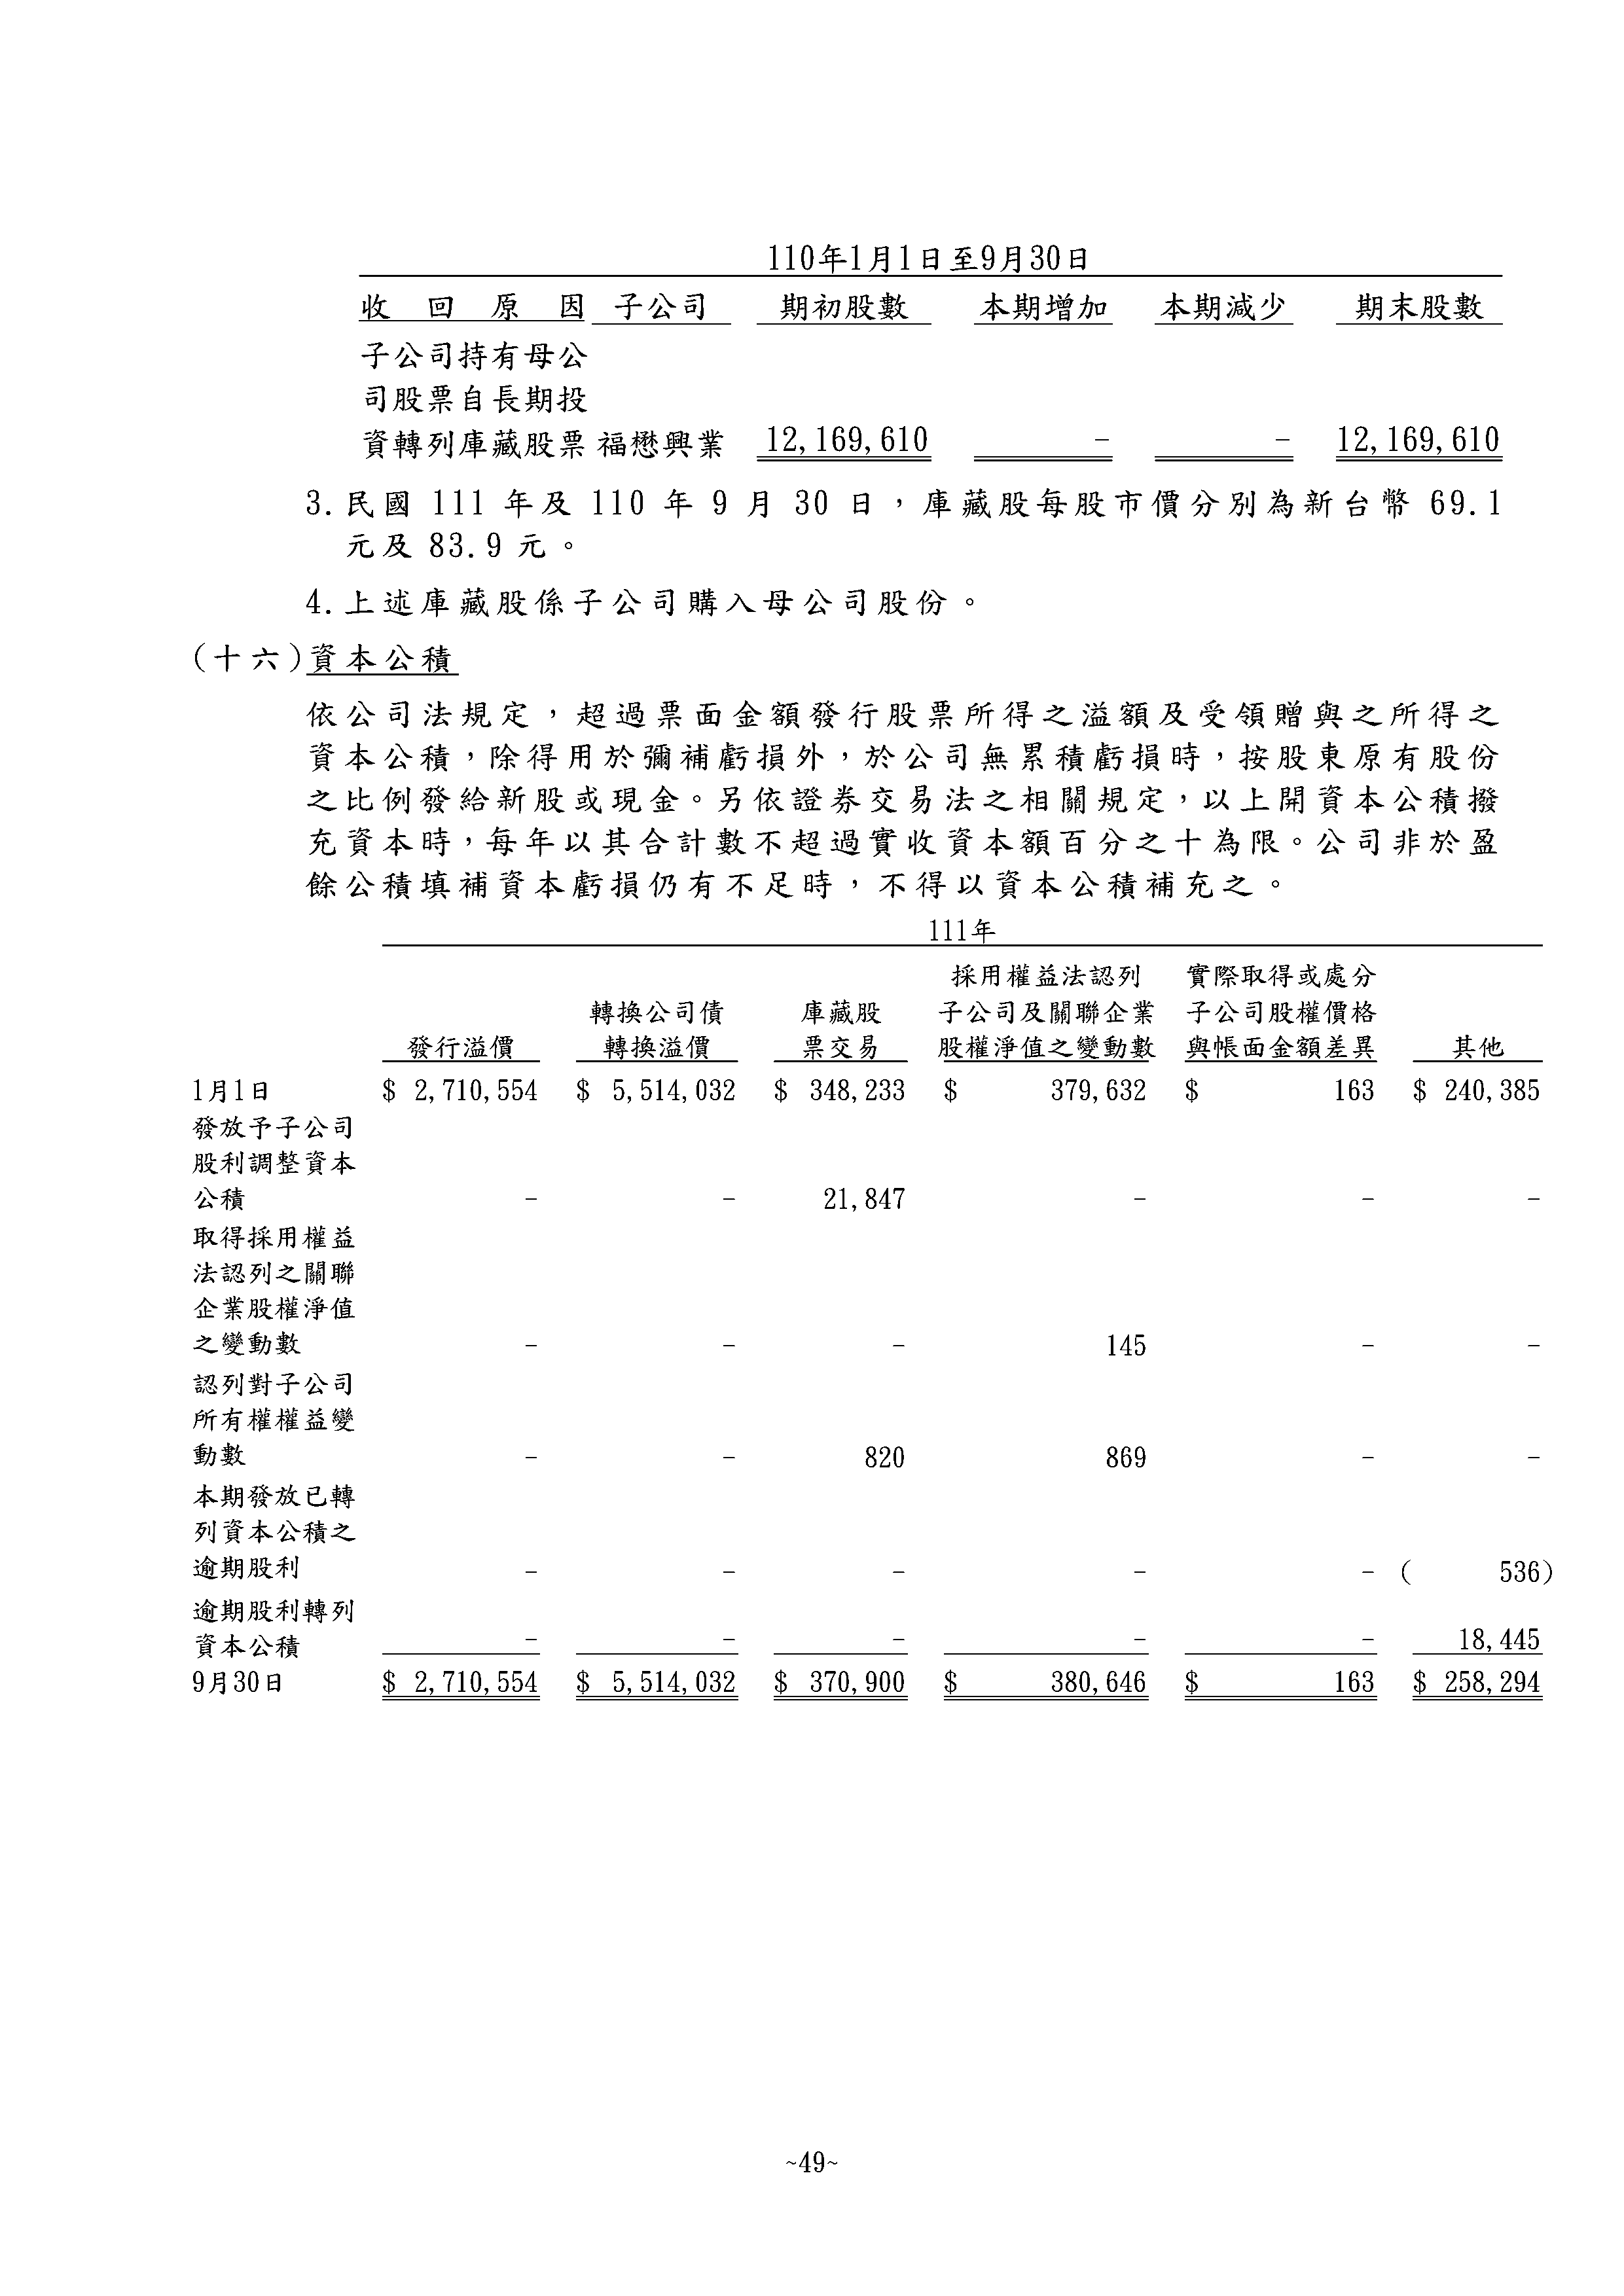 110年1月1日至9月30日
收 回 原 因 子公司 期初股數 本期增加 本期減少 期末股數
子公司持有母公
司股票自長期投
資轉列庫藏股票 福懋興業 12,169,610 - - 12,169,610
3.民國 111 年及 110 年 9 月 30 日，庫藏股每股市價分別為新台幣 69.1
元及 83.9 元。
4.上述庫藏股係子公司購入母公司股份。
(十六)資本公積
依公司法規定，超過票面金額發行股票所得之溢額及受領贈與之所得之
資本公積，除得用於彌補虧損外，於公司無累積虧損時，按股東原有股份
之比例發給新股或現金。另依證券交易法之相關規定，以上開資本公積撥
充資本時，每年以其合計數不超過實收資本額百分之十為限。公司非於盈
餘公積填補資本虧損仍有不足時，不得以資本公積補充之。
111年
採用權益法認列 實際取得或處分
轉換公司債 庫藏股 子公司及關聯企業 子公司股權價格
發行溢價 轉換溢價 票交易 股權淨值之變動數 與帳面金額差異 其他
1月1日 $ 2,710,554 $ 5,514,032 $ 348,233 $ 379,632 $ 163 $ 240,385
發放予子公司
股利調整資本
公積 - - 21,847 - - -
取得採用權益
法認列之關聯
企業股權淨值
之變動數 - - - 145 - -
認列對子公司
所有權權益變
動數 - - 820 869 - -
本期發放已轉
列資本公積之
逾期股利 - - - - - ( 536)
逾期股利轉列
資本公積 - - - - - 18,445
9月30日 $ 2,710,554 $ 5,514,032 $ 370,900 $ 380,646 $ 163 $ 258,294
~49~